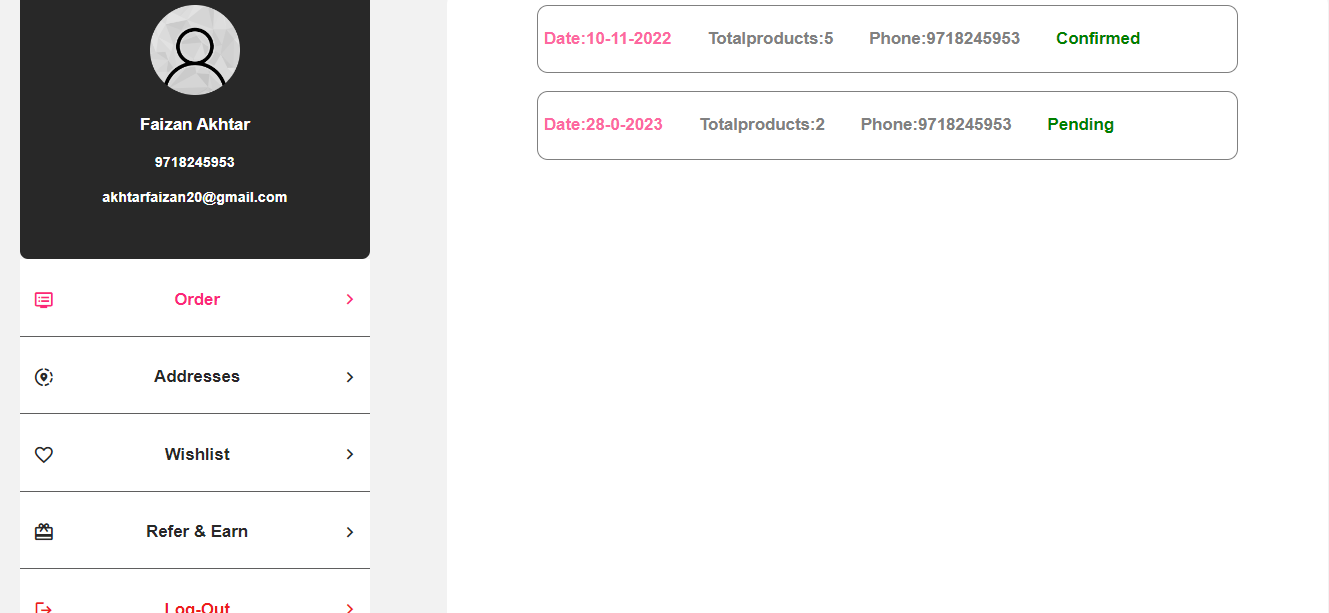 Faizan Akhtar
9718245953
akhtarfaizan20@gmail.com
Order
Addresses
Wishlist
Refer & Earn
Log-Out
Date:10-11-2022 Totalproducts:5 Phone:9718245953 Confirmed
Date:28-0-2023 Totalproducts:2 Phone:9718245953 Pending